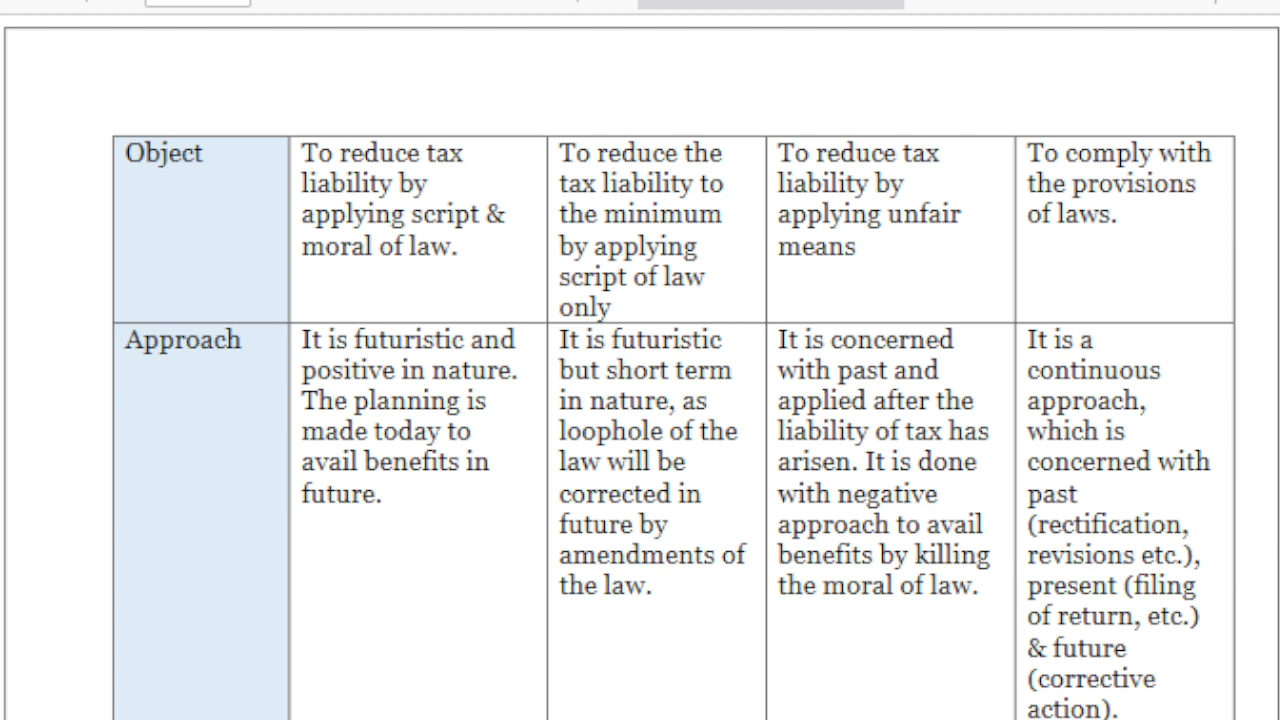 Object
To reduce tax
liability by
applying script &
moral of law.
To reduce the
tax liability to
the minimum
by applying
script of law
only
To reduce tax
liability by
applying unfair
means
To comply with
the provisions
of laws.
Approach
It is futuristic and
positive in nature.
The planning is
made today to
avail benefits in
future.
It is futuristic
but short term
in nature, as
loophole of the
law will be
corrected in
future by
amendments of
the law.
It is concerned
with past and
applied after the
liability of tax has
arisen. It is done
with negative
approach to avail
benefits by killing
the moral of law.
It is a
continuous
approach,
which is
concerned with
past
(rectification,
revisions etc.),
present (filing
of return, etc.)
& future
(corrective
action).